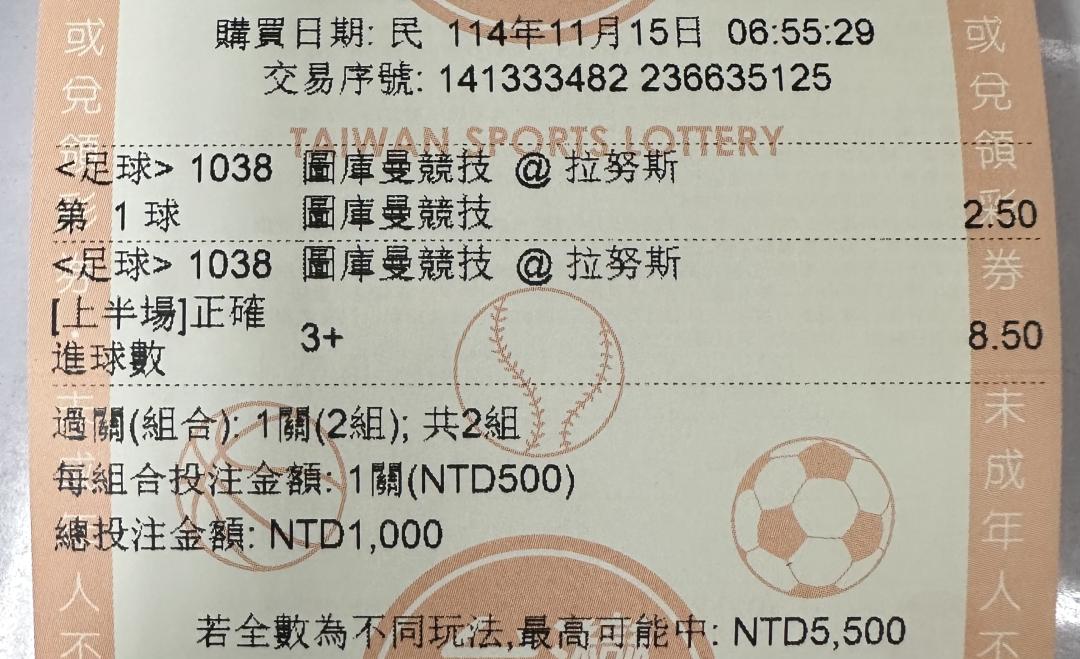 購買日期: 民 114年11月15日 06:55:29
交易序號: 141333482 236635125
TAIWAN SPORTS LOTTERY
<足球> 1038 圖庫曼競技 @ 拉努斯
第 1 球 圖庫曼競技 2.50
<足球> 1038 圖庫曼競技 @ 拉努斯
[上半場]正確
進球數 3+ 8.50
過關(組合): 1關(2組); 共2組
每組合投注金額: 1關(NTD500)
總投注金額: NTD1,000
若全數為不同玩法,最高可能中: NTD5,500
或兌領彩券
未成年人不